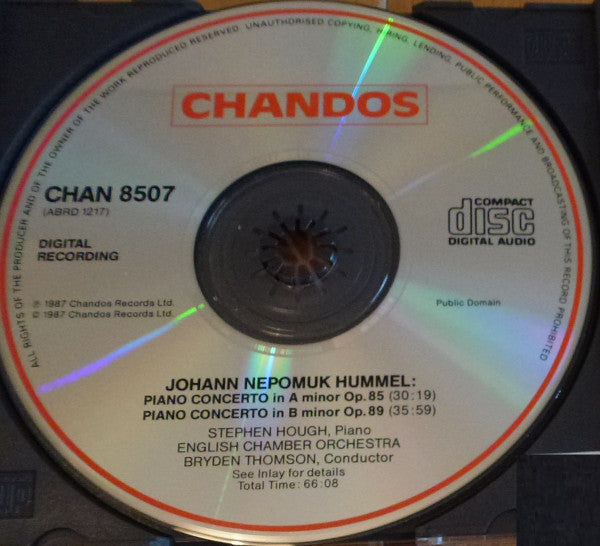 ALL RIGHTS OF THE PRODUCER AND OF THE OWNER OF THE WORK REPRODUCED RESERVED. UNAUTHORISED COPYING, HIRING, LENDING, PUBLIC PERFORMANCE AND BROADCASTING OF THIS RECORD PROHIBITED
CHANDOS
CHAN 8507
(ABRD 1217)
DIGITAL
RECORDING
COMPACT
disc
DIGITAL AUDIO
℗ 1987 Chandos Records Ltd.
© 1987 Chandos Records Ltd.
Public Domain
JOHANN NEPOMUK HUMMEL:
PIANO CONCERTO in A minor Op. 85 (30:19)
PIANO CONCERTO in B minor Op. 89 (35:59)
STEPHEN HOUGH, Piano
ENGLISH CHAMBER ORCHESTRA
BRYDEN THOMSON, Conductor
See Inlay for details
Total Time: 66:08